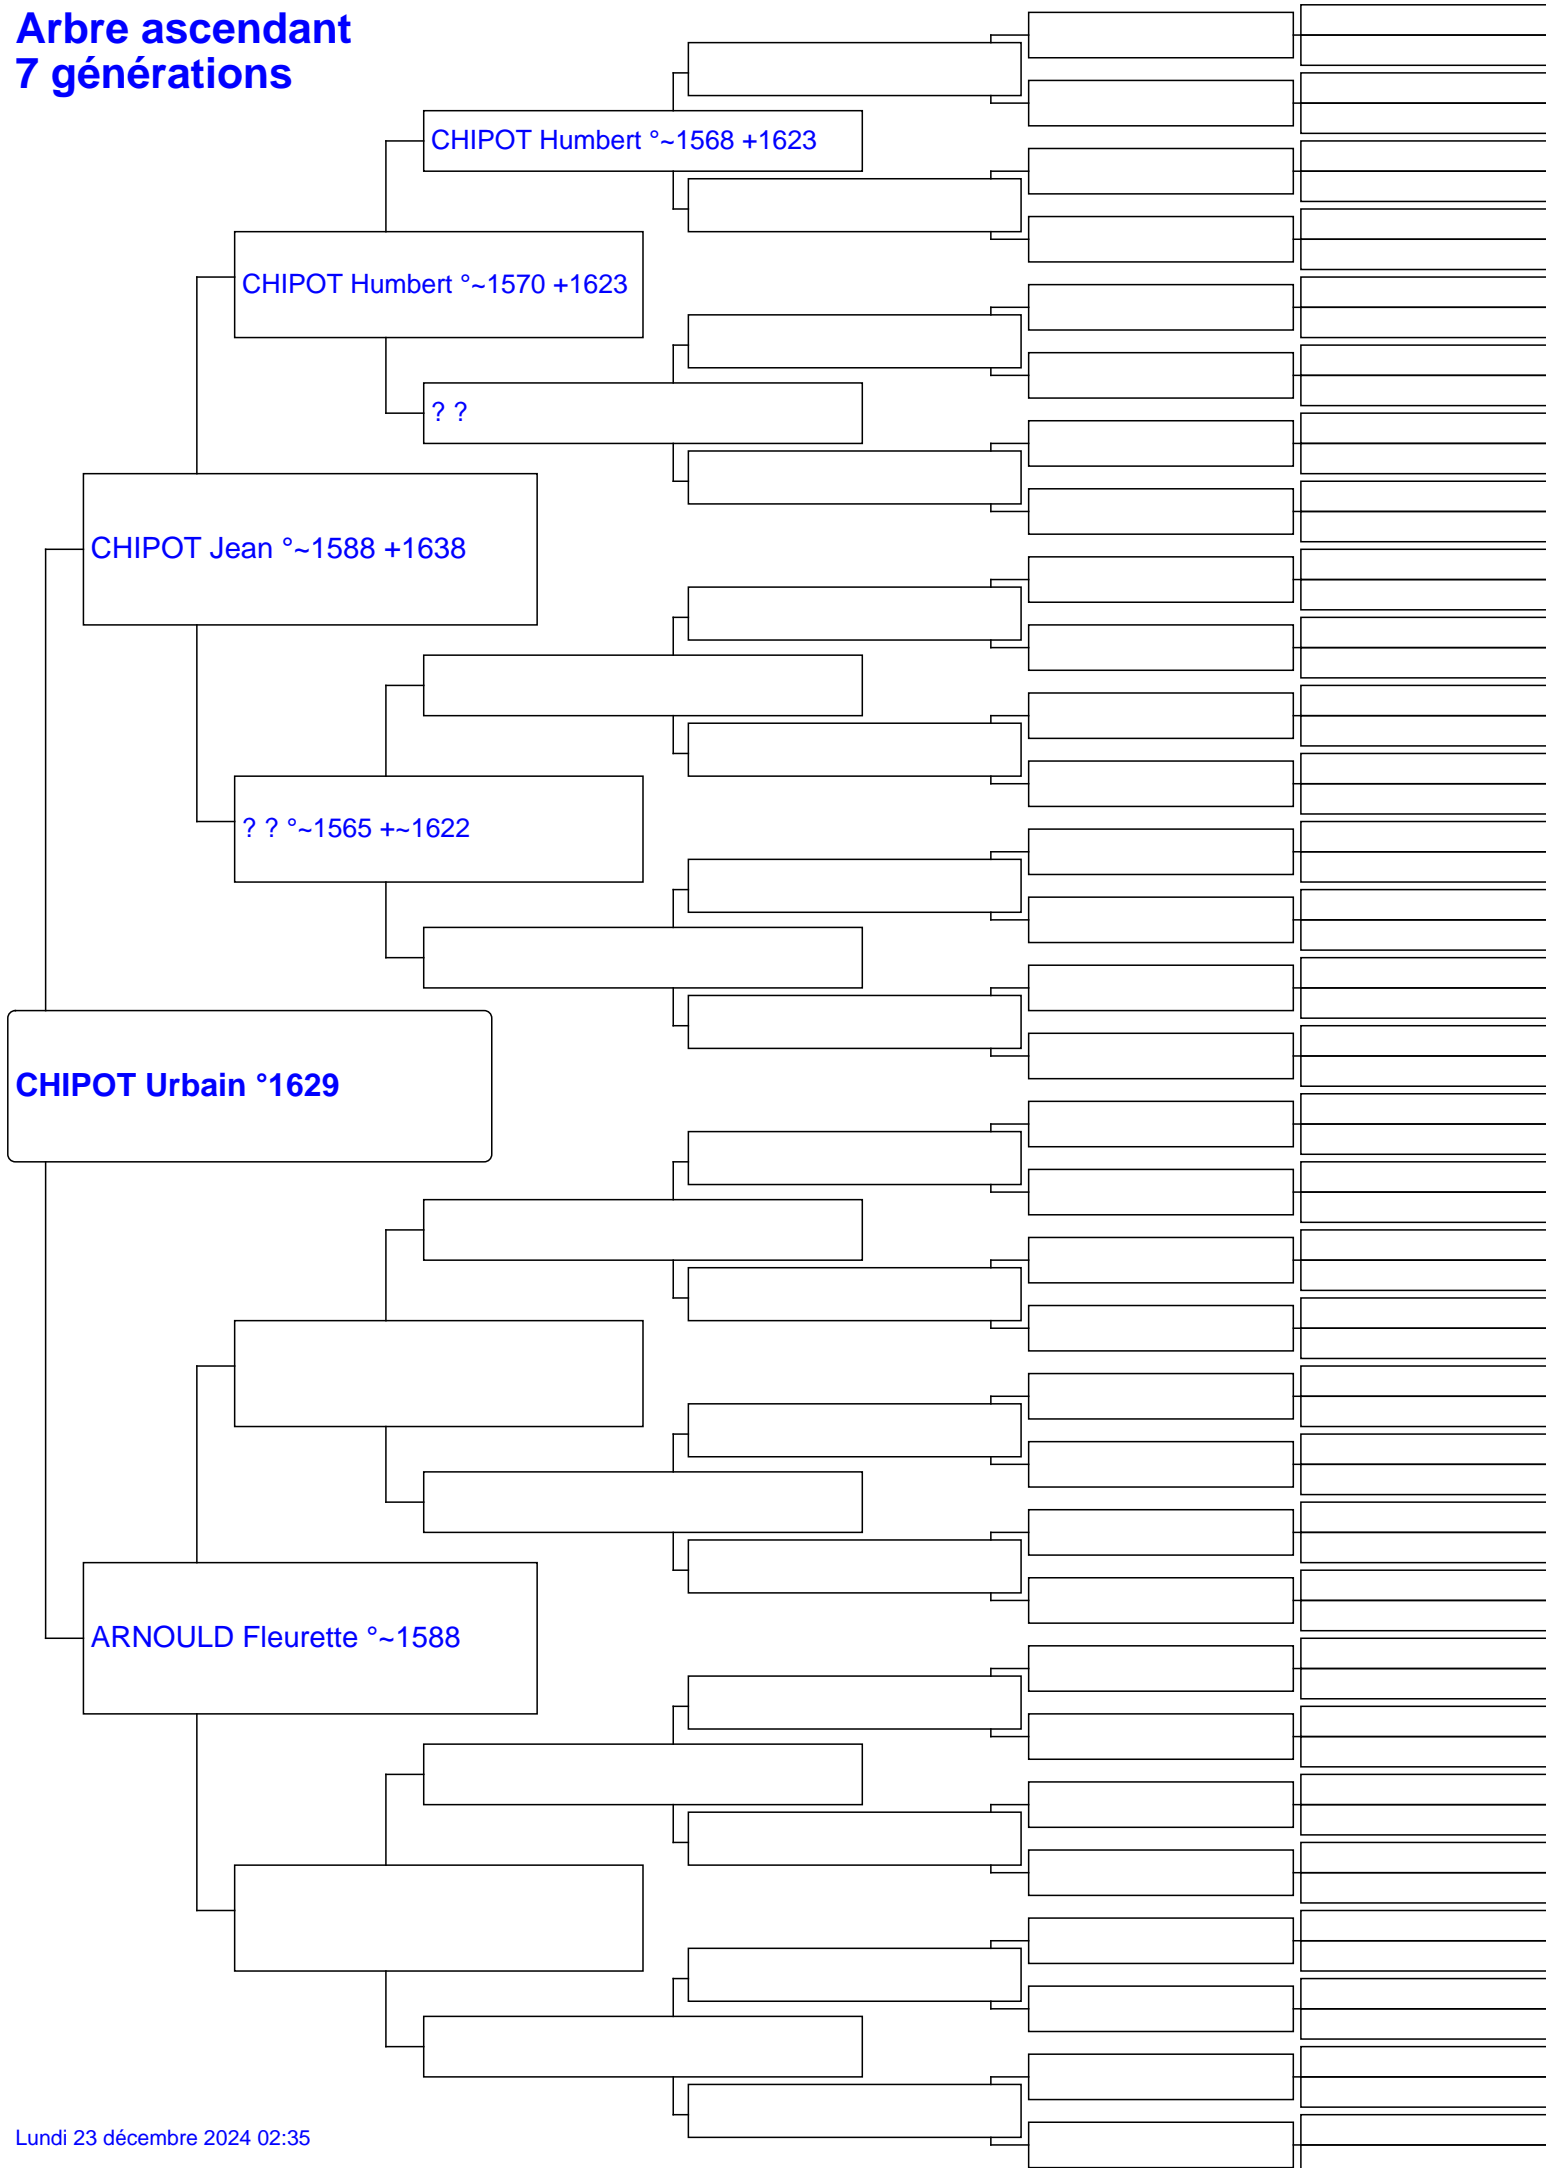 Arbre ascendant
7 générations
CHIPOT Humbert °~1568 +1623
CHIPOT Humbert °~1570 +1623
? ?
CHIPOT Jean °~1588 +1638
? ? °~1565 +~1622
CHIPOT Urbain °1629
ARNOULD Fleurette °~1588
Lundi 23 décembre 2024 02:35